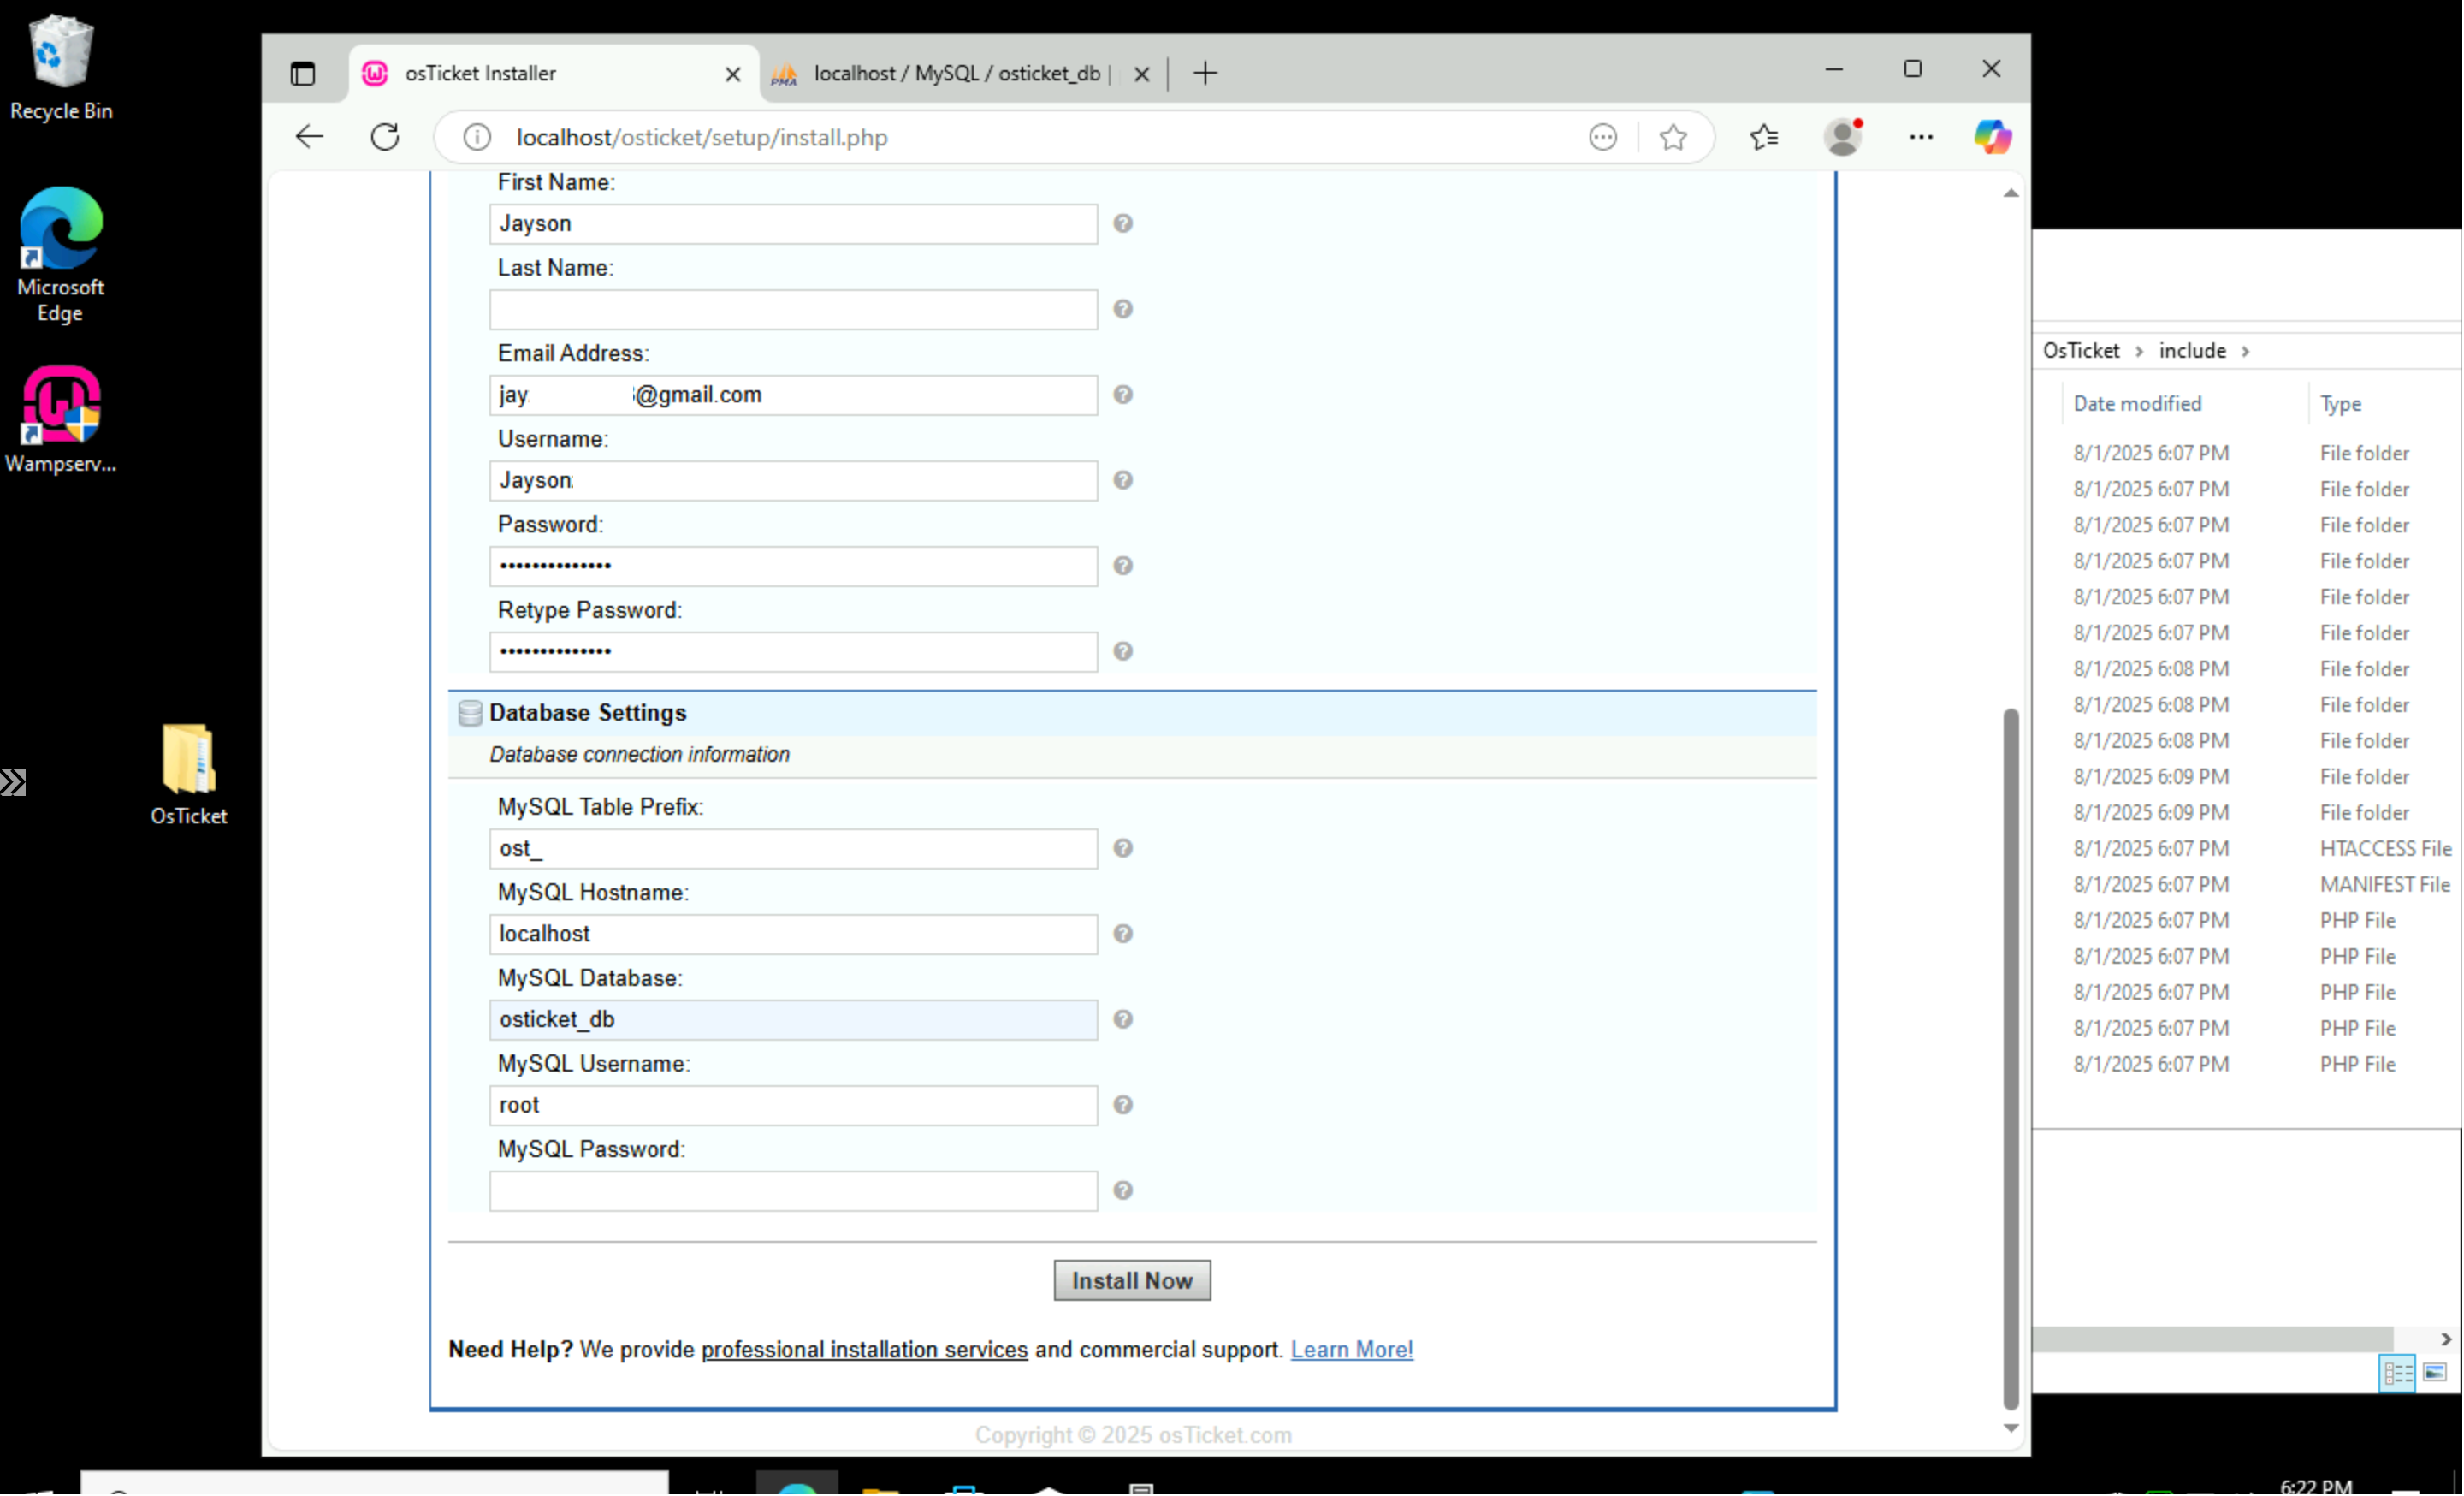 Recycle Bin
Microsoft
Edge
Wampserv...
OsTicket
osTicket Installer
PMA
localhost / MySQL / osticket_db |
localhost/osticket/setup/install.php
First Name:
Jayson
Last Name:
Email Address:
jay
@gmail.com
Username:
Jayson
Password:
••••••••••••••
Retype Password:
••••••••••••••
Database Settings
Database connection information
MySQL Table Prefix:
ost_
MySQL Hostname:
localhost
MySQL Database:
osticket_db
MySQL Username:
root
MySQL Password:
Install Now
Need Help? We provide professional installation services and commercial support. Learn More!
Copyright © 2025 osTicket.com
OsTicket > include >
Date modified Type
8/1/2025 6:07 PM File folder
8/1/2025 6:07 PM File folder
8/1/2025 6:07 PM File folder
8/1/2025 6:07 PM File folder
8/1/2025 6:07 PM File folder
8/1/2025 6:07 PM File folder
8/1/2025 6:08 PM File folder
8/1/2025 6:08 PM File folder
8/1/2025 6:08 PM File folder
8/1/2025 6:09 PM File folder
8/1/2025 6:09 PM File folder
8/1/2025 6:07 PM HTACCESS File
8/1/2025 6:07 PM MANIFEST File
8/1/2025 6:07 PM PHP File
8/1/2025 6:07 PM PHP File
8/1/2025 6:07 PM PHP File
8/1/2025 6:07 PM PHP File
8/1/2025 6:07 PM PHP File
6:22 PM